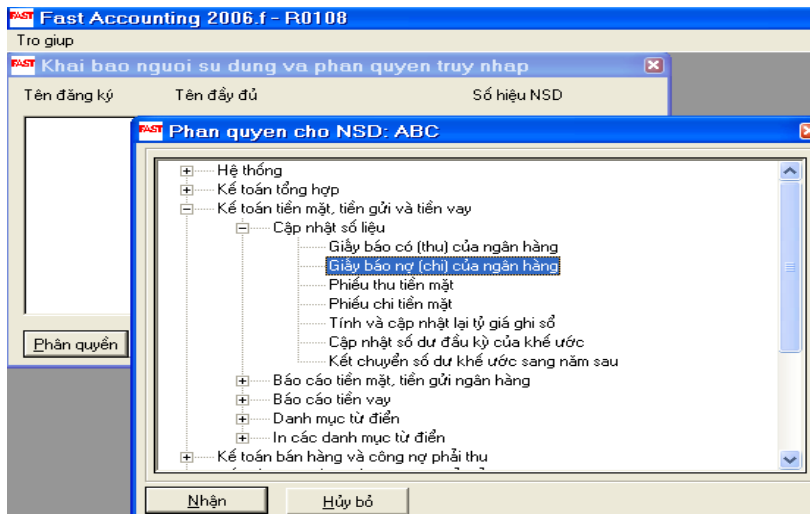 FAST Fast Accounting 2006.f - R0108
Tro giup
FAST Khai bao nguoi su dung va phan quyen truy nhap
Tên đăng ký Tên đầy đủ Số hiệu NSD
FAST Phan quyen cho NSD: ABC
Hệ thống
Kế toán tổng hợp
Kế toán tiền mặt, tiền gửi và tiền vay
Cập nhật số liệu
Giấy báo có (thu) của ngân hàng
Giấy báo nợ (chi) của ngân hàng
Phiếu thu tiền mặt
Phiếu chi tiền mặt
Tính và cập nhật lại tỷ giá ghi sổ
Cập nhật số dư đầu kỳ của khế ước
Kết chuyển số dư khế ước sang năm sau
Báo cáo tiền mặt, tiền gửi ngân hàng
Báo cáo tiền vay
Danh mục từ điển
In các danh mục từ điển
Kế toán bán hàng và công nợ phải thu
Phân quyền
Nhận Hủy bỏ